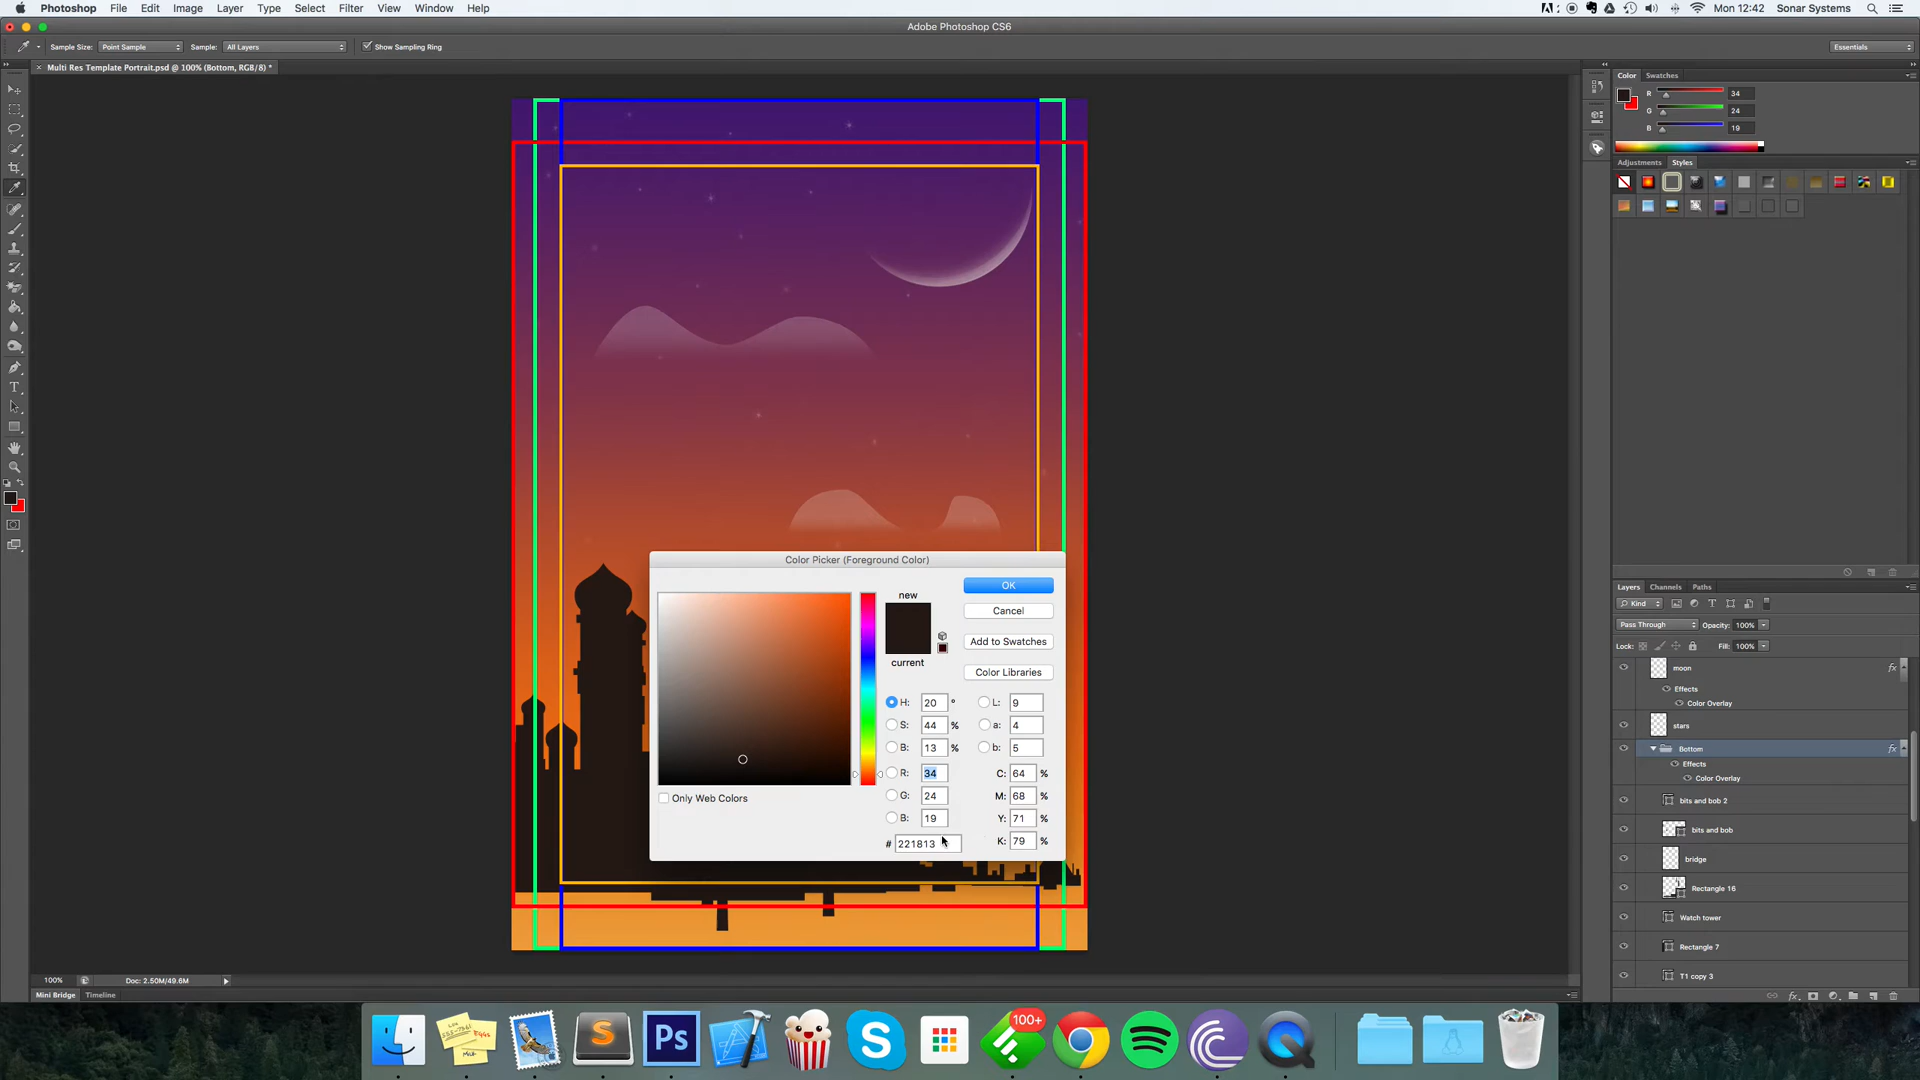 Photoshop File Edit Image Layer Type Select Filter View Window Help Mon 12:42 Sonar Systems
Adobe Photoshop CS6
Sample Size: Point Sample Sample: All Layers Show Sampling Ring Essentials
Multi Res Template Portrait.psd @ 100% (Bottom, RGB/8) *
Color Swatches
R 34
G 24
B 19
Adjustments Styles
Color Picker (Foreground Color)
new
current
OK
Cancel
Add to Swatches
Color Libraries
H: 20 ° L: 9
S: 44 % a: 4
B: 13 % b: 5
R: 34 C: 64 %
G: 24 M: 68 %
B: 19 Y: 71 %
# 221813 K: 79 %
Only Web Colors
Layers Channels Paths
Kind
Pass Through Opacity: 100%
Lock: Fill: 100%
moon fx
Effects
Color Overlay
stars
Bottom fx
Effects
Color Overlay
bits and bob 2
bits and bob
bridge
Rectangle 16
Watch tower
Rectangle 7
T1 copy 3
100% Doc: 2.50M/49.6M
Mini Bridge Timeline
100+
Ps